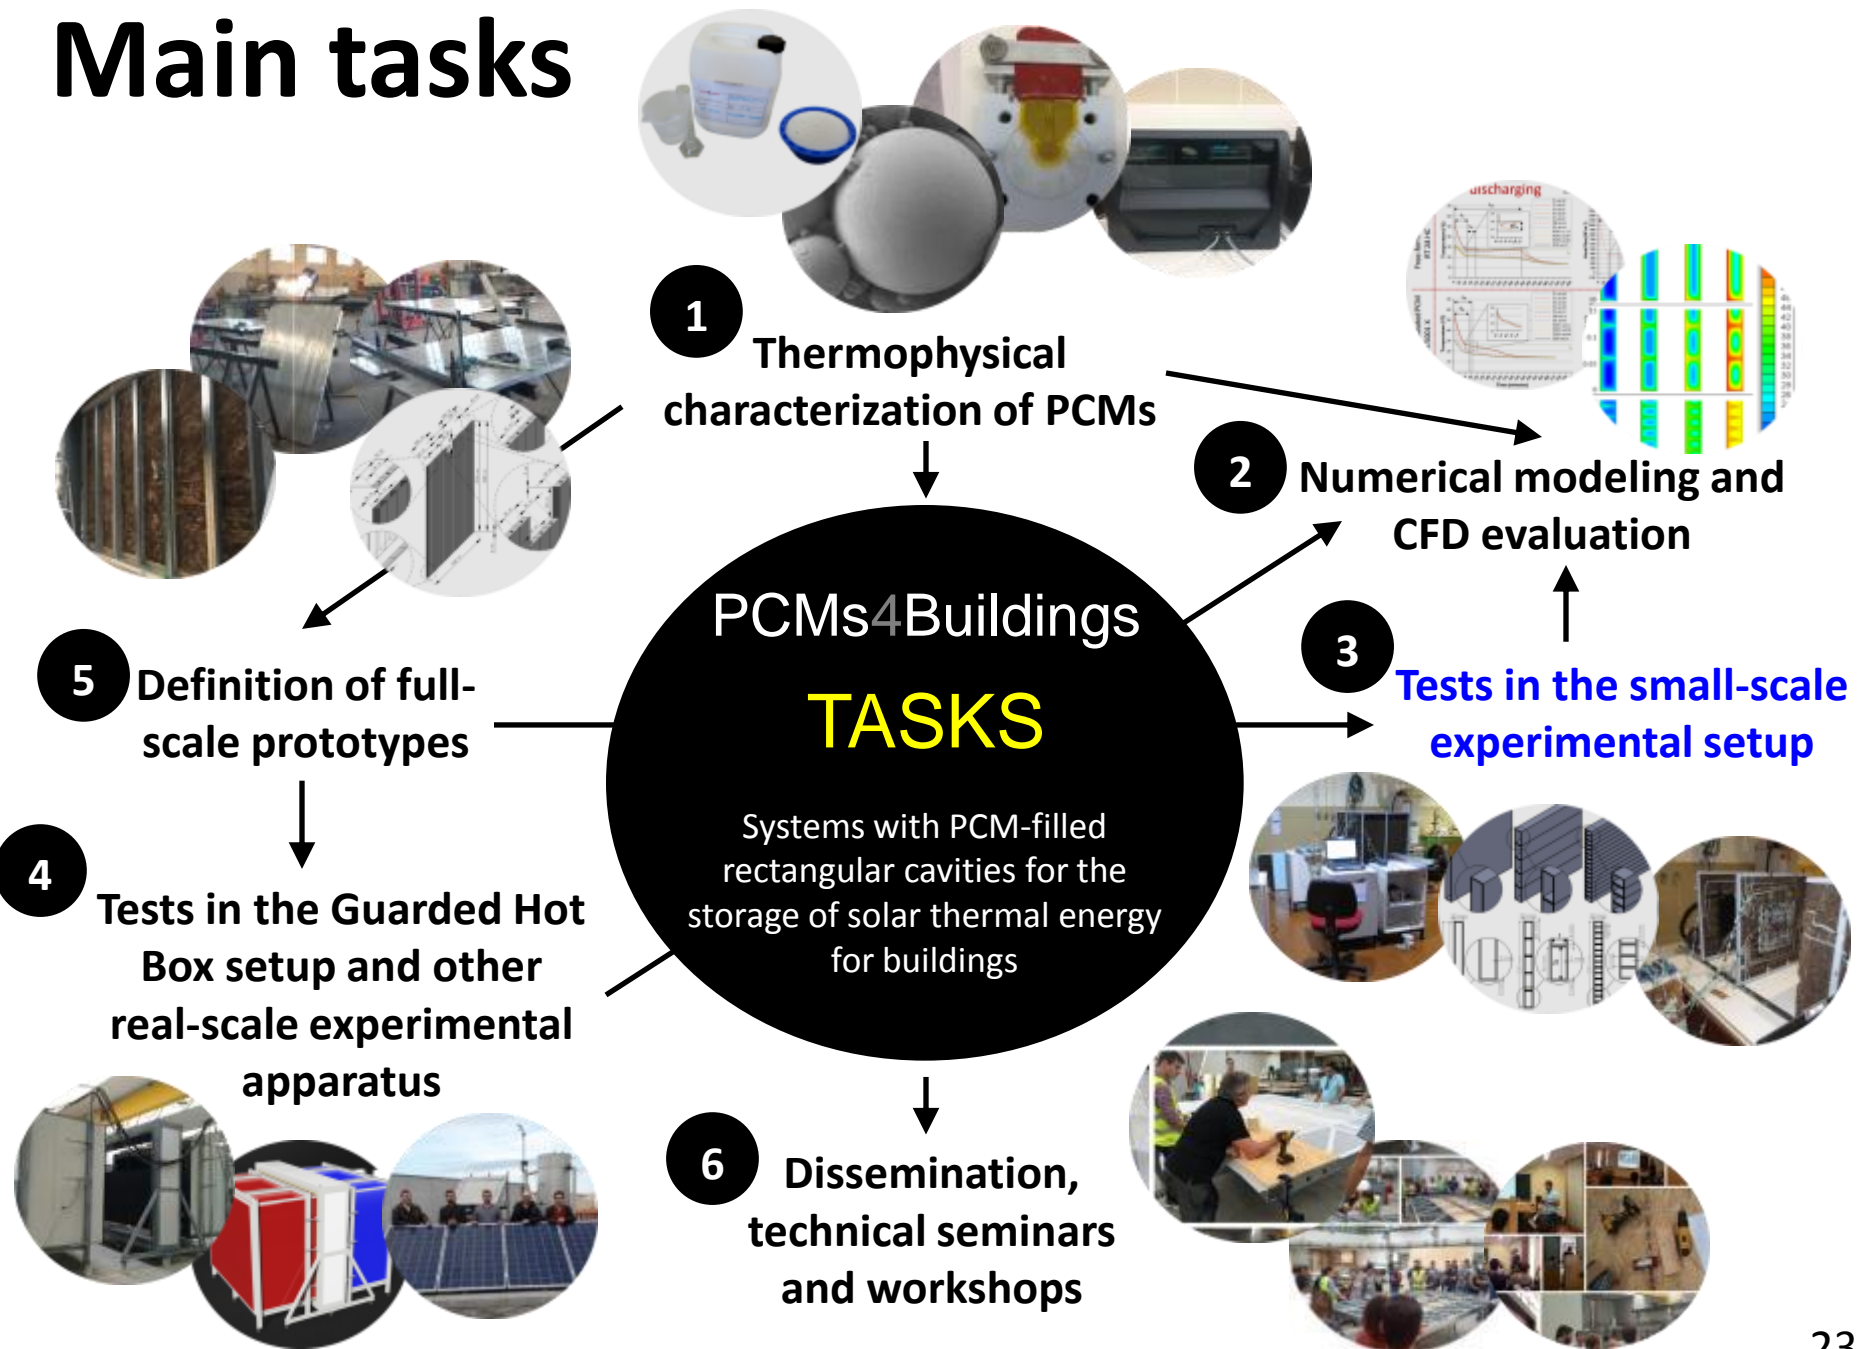 Main tasks
discharging
1
Thermophysical
characterization of PCMs
2
Numerical modeling and
CFD evaluation
3
Tests in the small-scale
experimental setup
5
Definition of full-
scale prototypes
4
Tests in the Guarded Hot
Box setup and other
real-scale experimental
apparatus
PCMs4Buildings
TASKS
Systems with PCM-filled
rectangular cavities for the
storage of solar thermal energy
for buildings
6
Dissemination,
technical seminars
and workshops
23